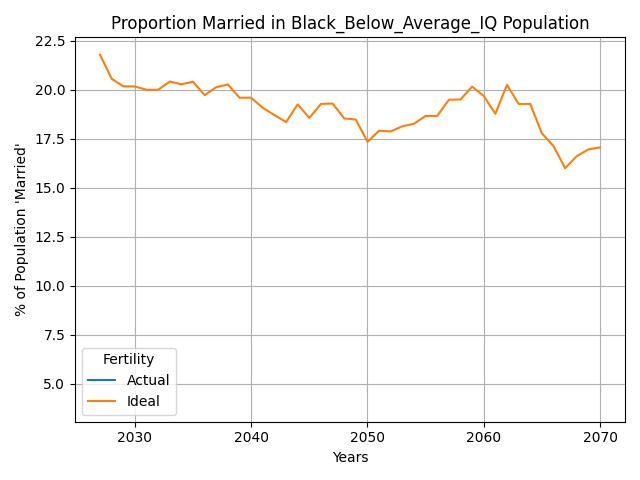 Proportion Married in Black_Below_Average_IQ Population
% of Population 'Married'
22.5
20.0
17.5
15.0
12.5
10.0
7.5
5.0
Fertility
Actual
Ideal
2030 2040 2050 2060 2070
Years